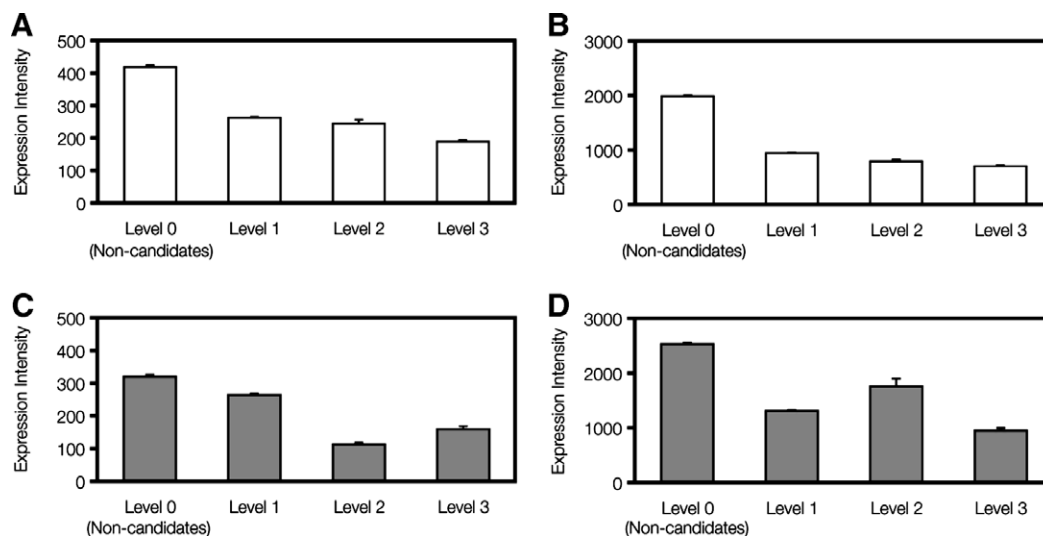 A
Expression Intensity
500
400
300
200
100
0
Level 0
(Non-candidates)
Level 1
Level 2
Level 3
B
Expression Intensity
3000
2000
1000
0
Level 0
(Non-candidates)
Level 1
Level 2
Level 3
C
Expression Intensity
500
400
300
200
100
0
Level 0
(Non-candidates)
Level 1
Level 2
Level 3
D
Expression Intensity
3000
2000
1000
0
Level 0
(Non-candidates)
Level 1
Level 2
Level 3